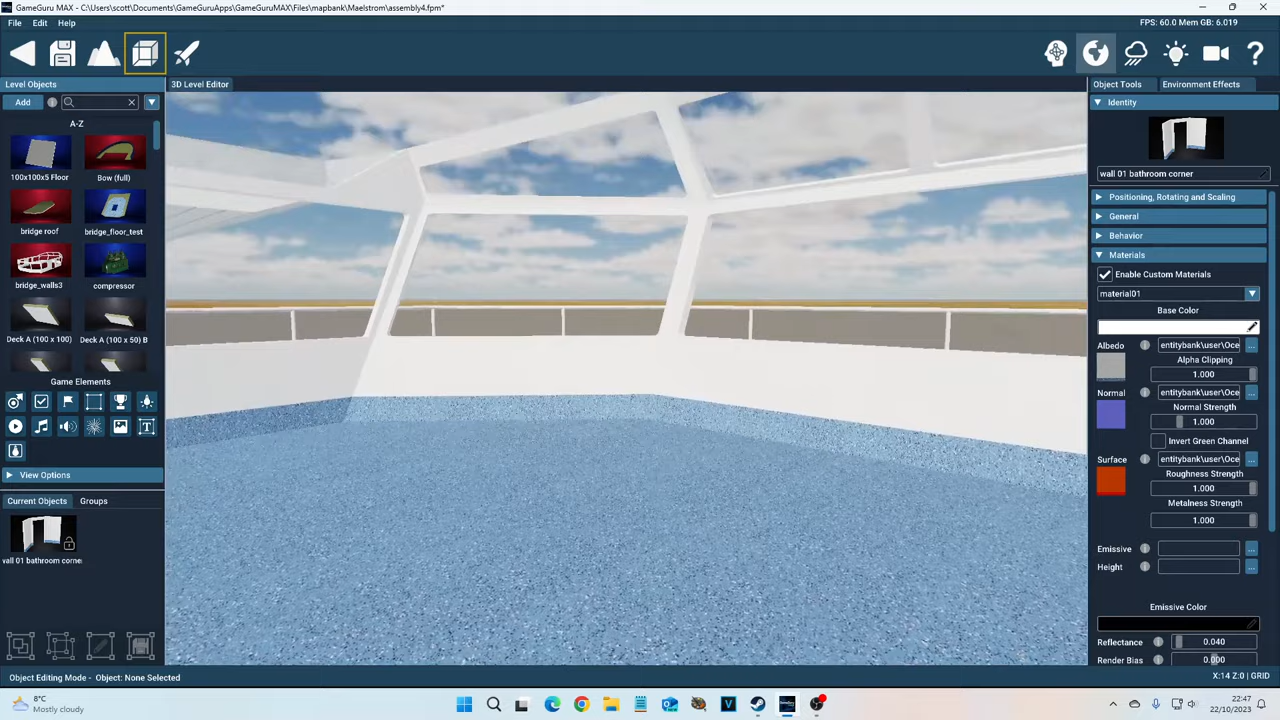 GameGuru MAX - C:\Users\scott\Documents\GameGuruApps\GameGuruMAX\Files\mapbank\Maelstrom\assembly4.fpm*
File Edit Help
FPS: 60.0 Mem GB: 6.019
Level Objects
3D Level Editor
Object Tools
Environment Effects
Add
Identity
A-Z
100x100x5 Floor
Bow (full)
wall 01 bathroom corner
Positioning, Rotating and Scaling
General
bridge roof
bridge_floor_test
Behavior
Materials
Enable Custom Materials
bridge_walls3
compressor
material01
Base Color
Deck A (100 x 100)
Deck A (100 x 50) B
Albedo
entitybank\user\Oce
...
Alpha Clipping
1.000
Game Elements
Normal
entitybank\user\Oce
...
Normal Strength
1.000
Invert Green Channel
Surface
entitybank\user\Oce
...
View Options
Roughness Strength
1.000
Current Objects
Groups
Metalness Strength
1.000
Emissive
...
wall 01 bathroom corne
Height
...
Emissive Color
Reflectance
0.040
Render Bias
0.000
Object Editing Mode - Object: None Selected
X:14 Z:0 | GRID
8°C
Mostly cloudy
22:47
22/10/2023